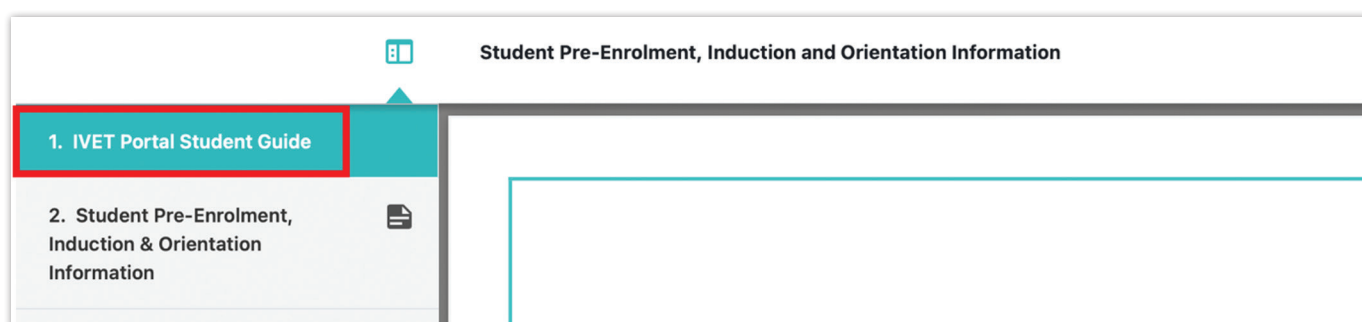 Student Pre-Enrolment, Induction and Orientation Information
1. IVET Portal Student Guide
2. Student Pre-Enrolment,
Induction & Orientation
Information